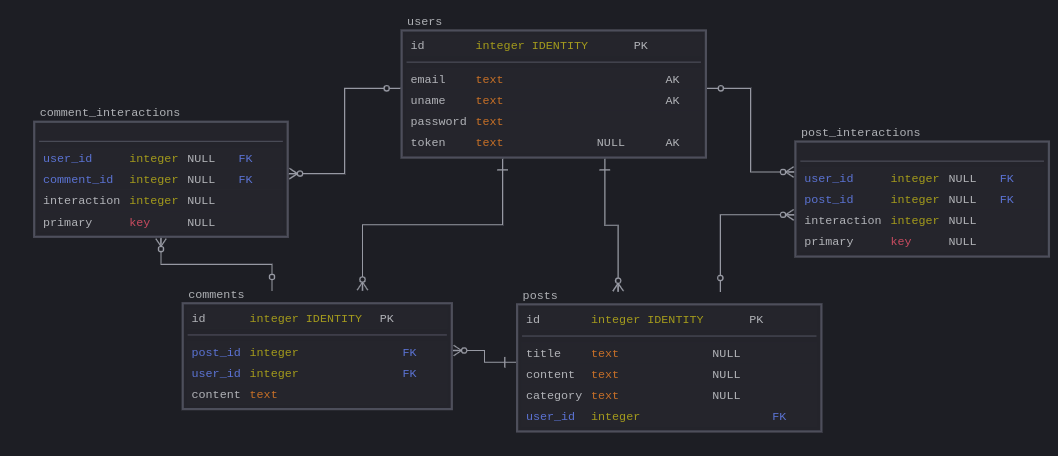 users
id integer IDENTITY PK
email text AK
uname text AK
password text
token text NULL AK
comment_interactions
user_id integer NULL FK
comment_id integer NULL FK
interaction integer NULL
primary key NULL
post_interactions
user_id integer NULL FK
post_id integer NULL FK
interaction integer NULL
primary key NULL
comments
id integer IDENTITY PK
post_id integer FK
user_id integer FK
content text
posts
id integer IDENTITY PK
title text NULL
content text NULL
category text NULL
user_id integer FK